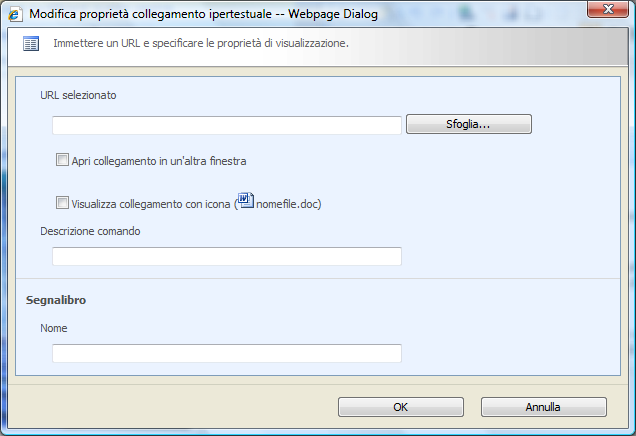 Modifica proprietà collegamento ipertestuale -- Webpage Dialog
Immettere un URL e specificare le proprietà di visualizzazione.
URL selezionato
Sfoglia...
Apri collegamento in un'altra finestra
Visualizza collegamento con icona (nomefile.doc)
Descrizione comando
Segnalibro
Nome
OK Annulla